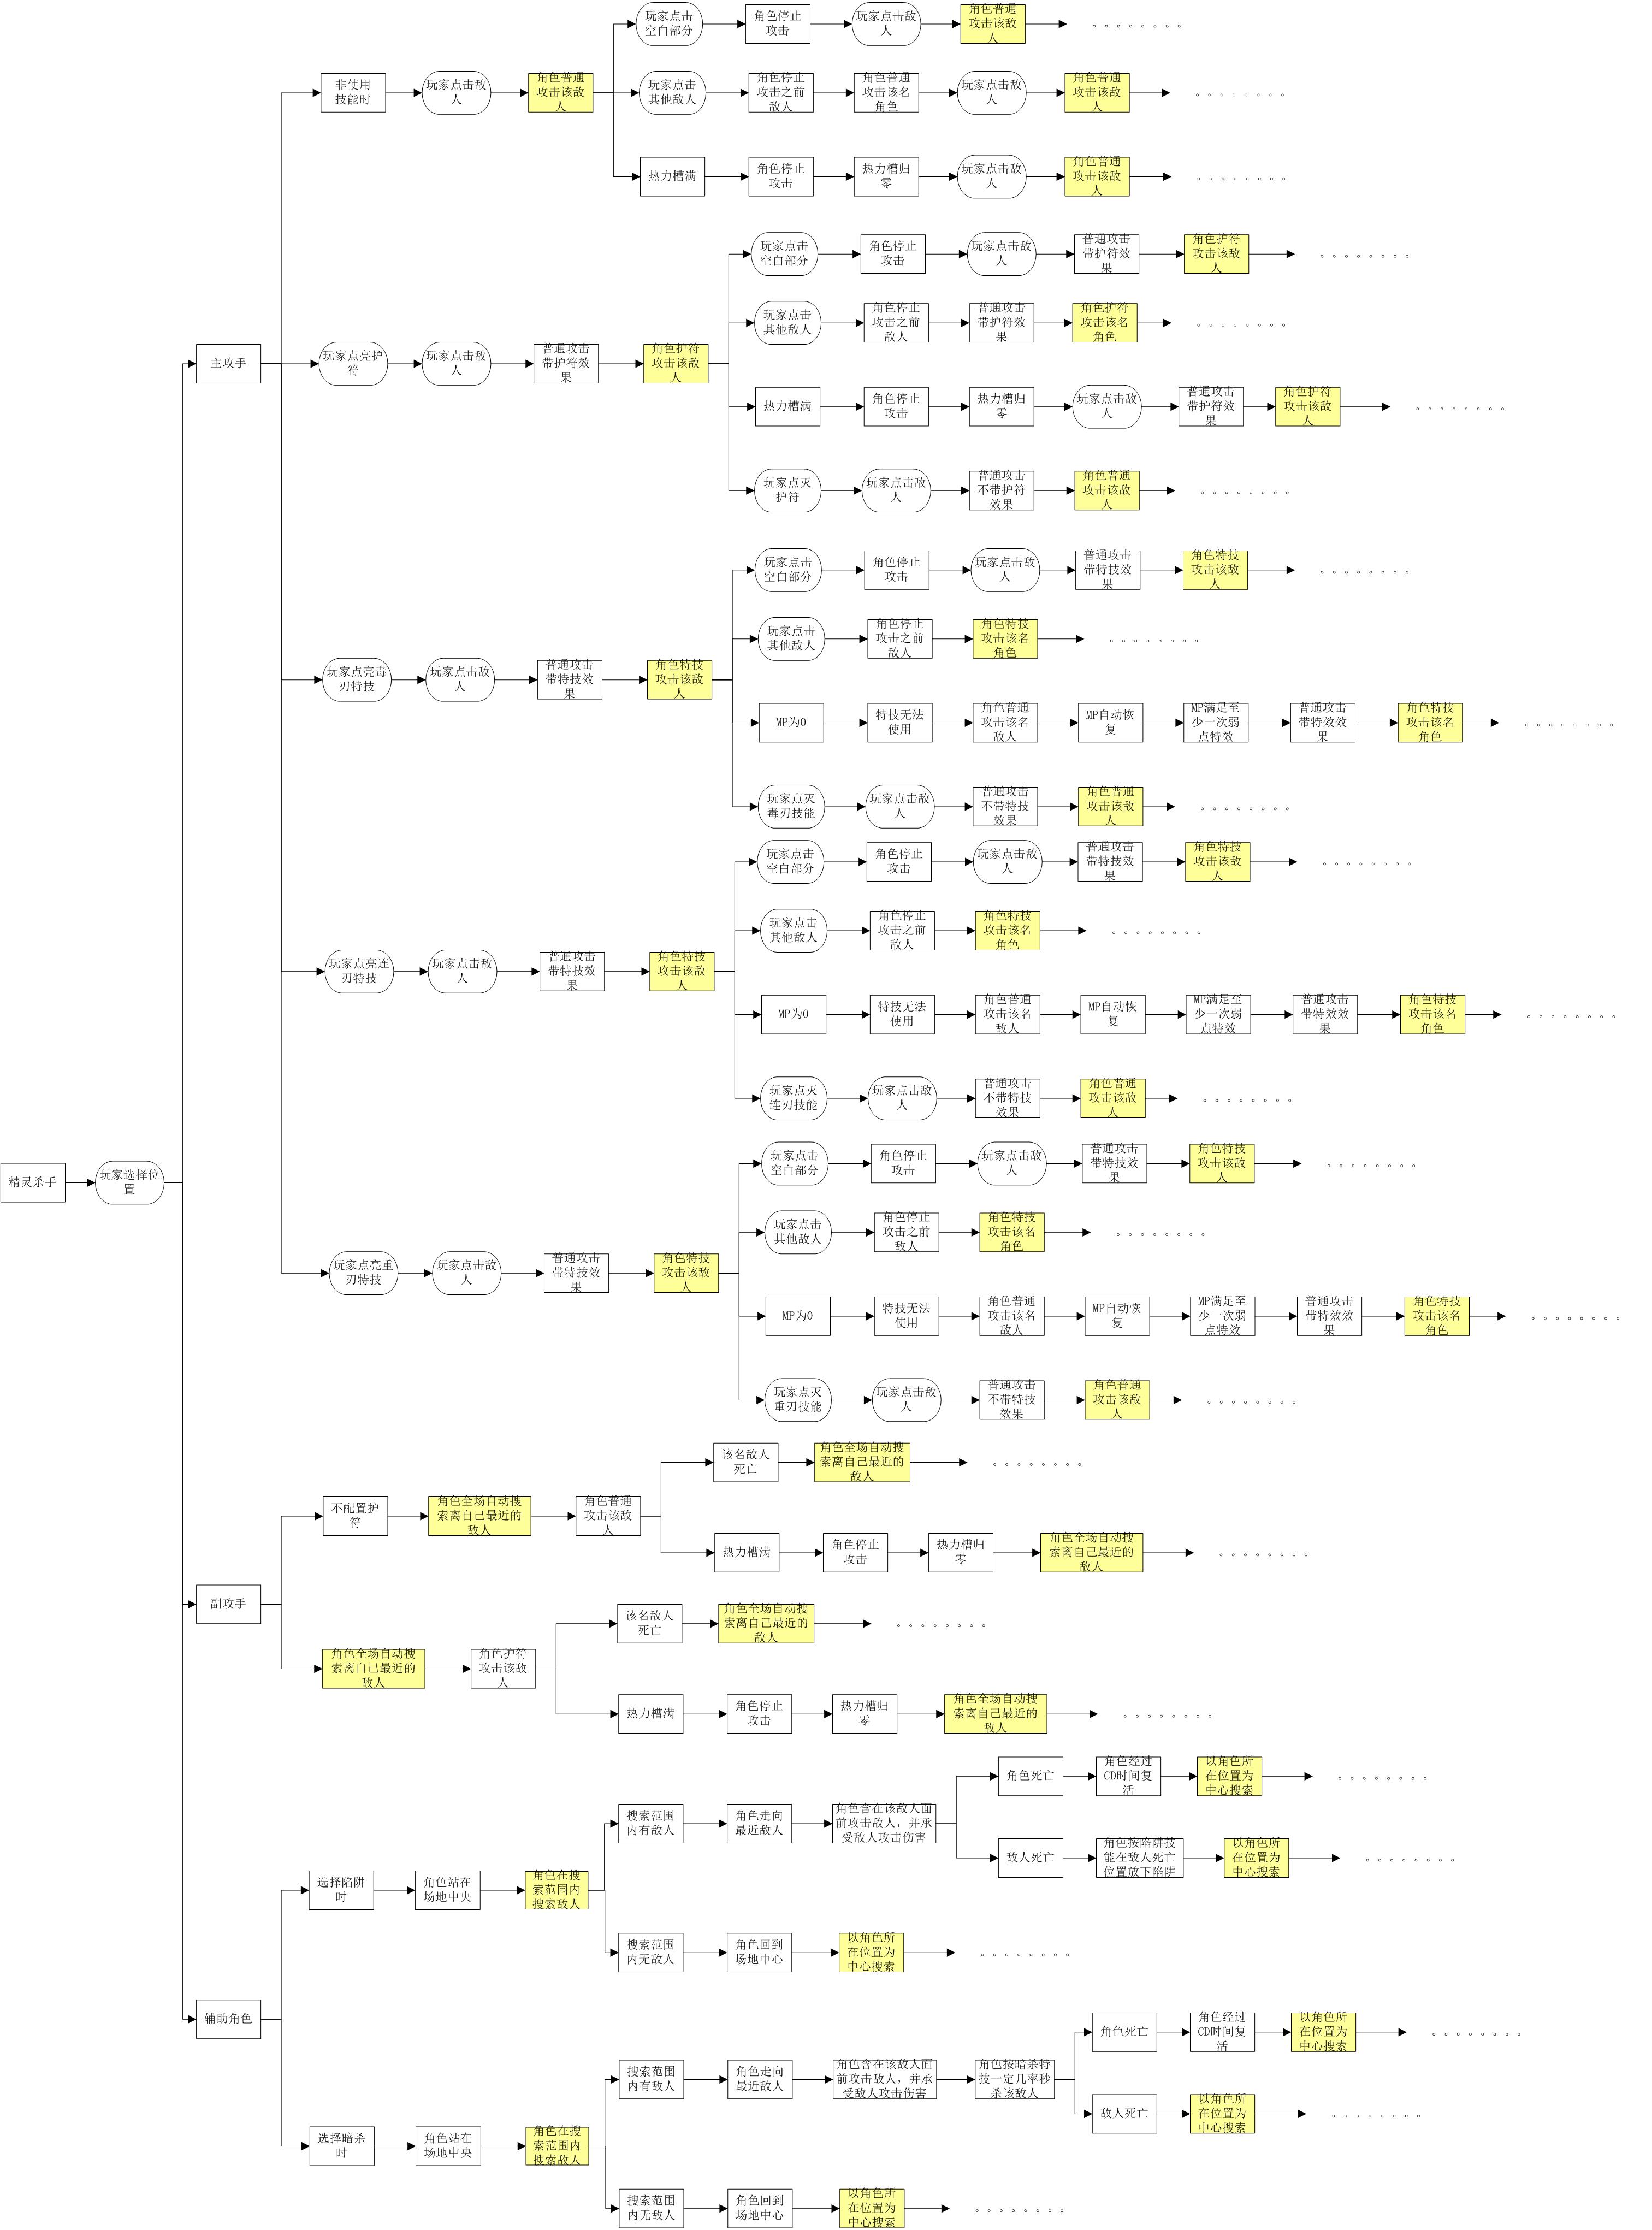 精灵杀手
玩家选择位
置
主攻手
非使用
技能时
玩家点击敌
人
角色普通
攻击该敌
人
玩家点击
空白部分
角色停止
攻击
玩家点击敌
人
角色普通
攻击该敌
人
。。。。。。。。
玩家点击
其他敌人
角色停止
攻击之前
敌人
角色普通
攻击该名
角色
玩家点击敌
人
角色普通
攻击该敌
人
。。。。。。。。
热力槽满
角色停止
攻击
热力槽归
零
玩家点击敌
人
角色普通
攻击该敌
人
。。。。。。。。
玩家点亮护
符
玩家点击敌
人
普通攻击
带护符效
果
角色护符
攻击该敌
人
玩家点击
空白部分
角色停止
攻击
玩家点击敌
人
普通攻击
带护符效
果
角色护符
攻击该敌
人
。。。。。。。。
玩家点击
其他敌人
角色停止
攻击之前
敌人
普通攻击
带护符效
果
角色护符
攻击该名
角色
。。。。。。。。
热力槽满
角色停止
攻击
热力槽归
零
玩家点击敌
人
普通攻击
带护符效
果
角色护符
攻击该敌
人
。。。。。。。。
玩家点灭
护符
玩家点击敌
人
普通攻击
不带护符
效果
角色普通
攻击该敌
人
。。。。。。。。
玩家点亮毒
刃特技
玩家点击敌
人
普通攻击
带特技效
果
角色特技
攻击该敌
人
玩家点击
空白部分
角色停止
攻击
玩家点击敌
人
普通攻击
带特技效
果
角色特技
攻击该敌
人
。。。。。。。。
玩家点击
其他敌人
角色停止
攻击之前
敌人
角色特技
攻击该名
角色
。。。。。。。。
MP为0
特技无法
使用
角色普通
攻击该名
敌人
MP自动恢
复
MP满足至
少一次弱
点特效
普通攻击
带特效效
果
角色特技
攻击该名
角色
。。。。。。。。
玩家点灭
毒刃技能
玩家点击敌
人
普通攻击
不带特技
效果
角色普通
攻击该敌
人
。。。。。。。。
玩家点亮连
刃特技
玩家点击敌
人
普通攻击
带特技效
果
角色特技
攻击该敌
人
玩家点击
空白部分
角色停止
攻击
玩家点击敌
人
普通攻击
带特技效
果
角色特技
攻击该敌
人
。。。。。。。。
玩家点击
其他敌人
角色停止
攻击之前
敌人
角色特技
攻击该名
角色
。。。。。。。。
MP为0
特技无法
使用
角色普通
攻击该名
敌人
MP自动恢
复
MP满足至
少一次弱
点特效
普通攻击
带特效效
果
角色特技
攻击该名
角色
。。。。。。。。
玩家点灭
连刃技能
玩家点击敌
人
普通攻击
不带特技
效果
角色普通
攻击该敌
人
。。。。。。。。
玩家点亮重
刃特技
玩家点击敌
人
普通攻击
带特技效
果
角色特技
攻击该敌
人
玩家点击
空白部分
角色停止
攻击
玩家点击敌
人
普通攻击
带特技效
果
角色特技
攻击该敌
人
。。。。。。。。
玩家点击
其他敌人
角色停止
攻击之前
敌人
角色特技
攻击该名
角色
。。。。。。。。
MP为0
特技无法
使用
角色普通
攻击该名
敌人
MP自动恢
复
MP满足至
少一次弱
点特效
普通攻击
带特效效
果
角色特技
攻击该名
角色
。。。。。。。。
玩家点灭
重刃技能
玩家点击敌
人
普通攻击
不带特技
效果
角色普通
攻击该敌
人
。。。。。。。。
副攻手
不配置护
符
角色全场自动搜
索离自己最近的
敌人
角色普通
攻击该敌
人
该名敌人
死亡
角色全场自动搜
索离自己最近的
敌人
。。。。。。。。
热力槽满
角色停止
攻击
热力槽归
零
角色全场自动搜
索离自己最近的
敌人
。。。。。。。。
角色全场自动搜
索离自己最近的
敌人
角色护符
攻击该敌
人
该名敌人
死亡
角色全场自动搜
索离自己最近的
敌人
。。。。。。。。
热力槽满
角色停止
攻击
热力槽归
零
角色全场自动搜
索离自己最近的
敌人
。。。。。。。。
辅助角色
选择陷阱
时
角色站在
场地中央
角色在搜
索范围内
搜索敌人
搜索范围
内有敌人
角色走向
最近敌人
角色含在该敌人面
前攻击敌人，并承
受敌人攻击伤害
角色死亡
角色经过
CD时间复
活
以角色所
在位置为
中心搜索
。。。。。。。。
敌人死亡
角色按陷阱技
能在敌人死亡
位置放下陷阱
以角色所
在位置为
中心搜索
。。。。。。。。
搜索范围
内无敌人
角色回到
场地中心
以角色所
在位置为
中心搜索
。。。。。。。。
选择暗杀
时
角色站在
场地中央
角色在搜
索范围内
搜索敌人
搜索范围
内有敌人
角色走向
最近敌人
角色含在该敌人面
前攻击敌人，并承
受敌人攻击伤害
角色按暗杀特
技一定几率秒
杀该敌人
角色死亡
角色经过
CD时间复
活
以角色所
在位置为
中心搜索
。。。。。。。。
敌人死亡
以角色所
在位置为
中心搜索
。。。。。。。。
搜索范围
内无敌人
角色回到
场地中心
以角色所
在位置为
中心搜索
。。。。。。。。